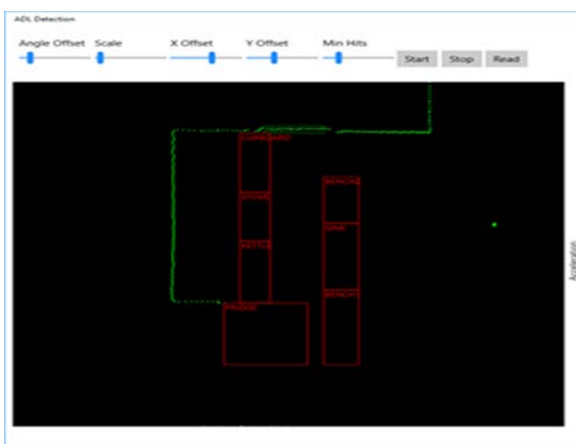 ADL Detection
Angle Offset Scale X Offset Y Offset Min Hits
Start Stop Read
CUPBOARD
BENCH2
STOVE
SINK
KETTLE
BENCH1
FRIDGE
Acceleration